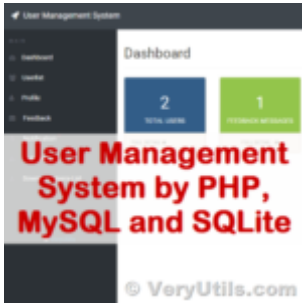 User Management System
Dashboard
Dashboard
Userlist
Profile
Feedback
2
TOTAL USERS
1
FEEDBACK MESSAGES
User Management
System by PHP,
MySQL and SQLite
© VeryUtils.com